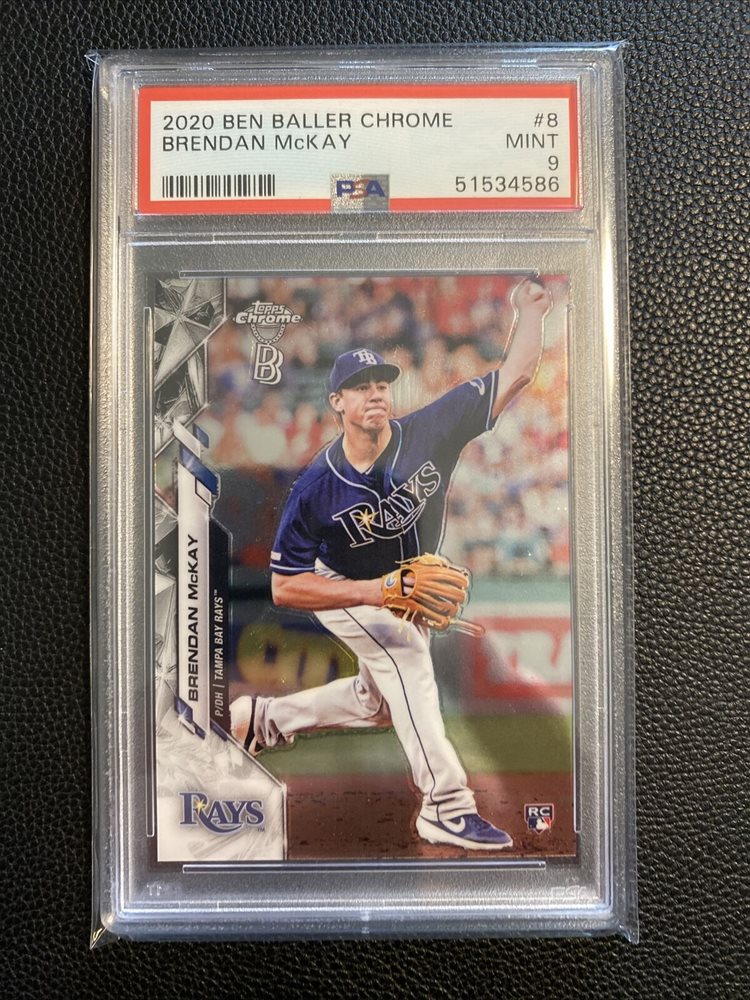 2020 BEN BALLER CHROME #8
BRENDAN McKAY MINT
9
PSA 51534586
Topps
Chrome
B
TB
RAYS
BRENDAN McKAY
P/DH | TAMPA BAY RAYS™
RAYS™
RC